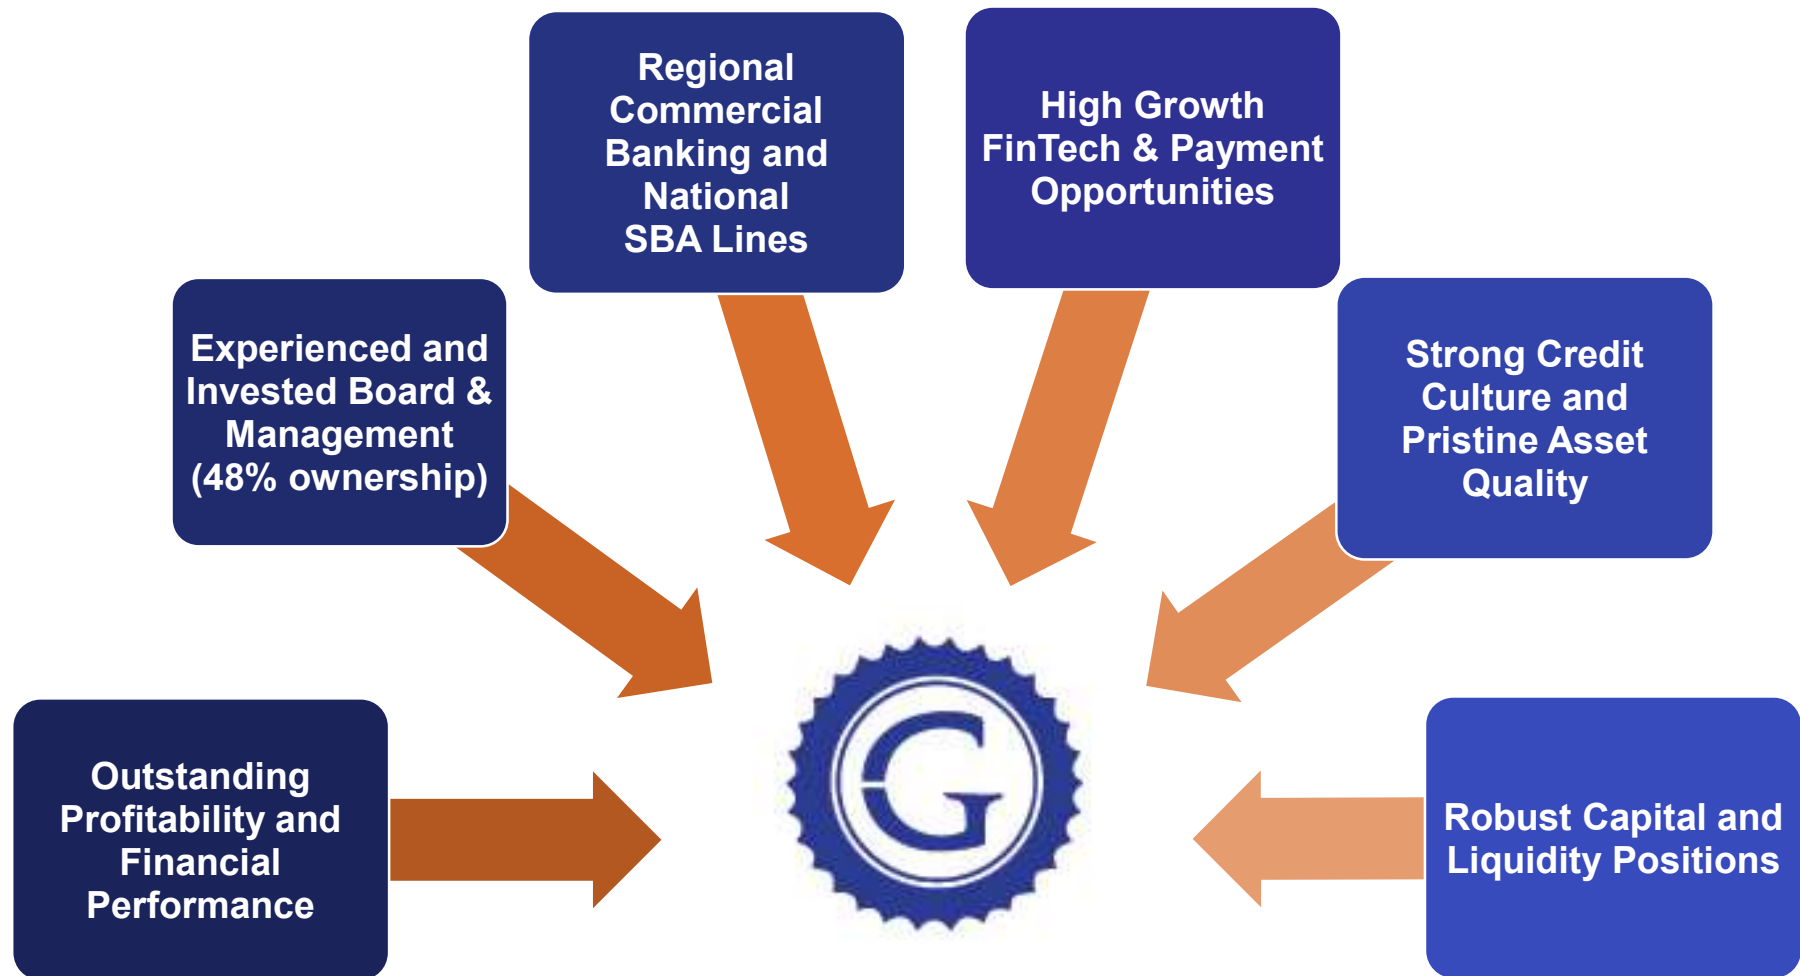 Regional
Commercial
Banking and
National
SBA Lines
High Growth
FinTech & Payment
Opportunities
Experienced and
Invested Board &
Management
(48% ownership)
Strong Credit
Culture and
Pristine Asset
Quality
Outstanding
Profitability and
Financial
Performance
G
Robust Capital and
Liquidity Positions